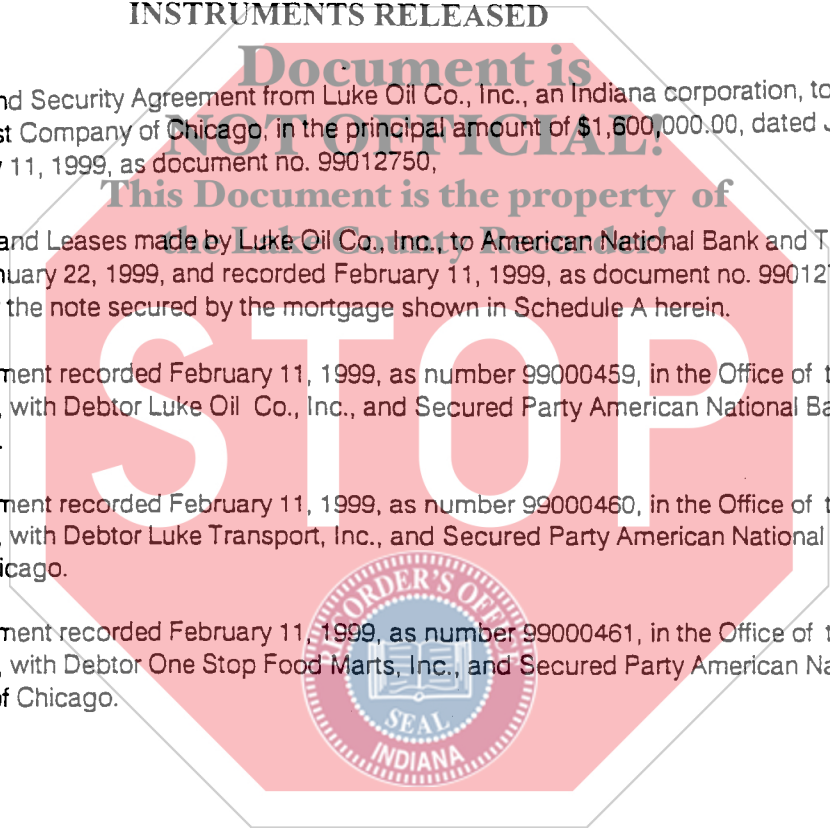 INSTRUMENTS RELEASED
Document is
nd Security Agreement from Luke Oil Co., Inc., an Indiana corporation, to
NOT OFFICIAL!
st Company of Chicago, in the principal amount of $1,600,000.00, dated J
11, 1999, as document no. 99012750,
This Document is the property of
the Lake County Recorder!
and Leases made by Luke Oil Co., Inc., to American National Bank and T
nuary 22, 1999, and recorded February 11, 1999, as document no. 99012
the note secured by the mortgage shown in Schedule A herein.
STOP
ment recorded February 11, 1999, as number 99000459, in the Office of t
, with Debtor Luke Oil Co., Inc., and Secured Party American National Ba
.
ment recorded February 11, 1999, as number 99000460, in the Office of t
, with Debtor Luke Transport, Inc., and Secured Party American National
icago.
ment recorded February 11, 1999, as number 99000461, in the Office of t
, with Debtor One Stop Food Marts, Inc., and Secured Party American Na
of Chicago.
RECORDER'S OFFICE
SEAL
INDIANA